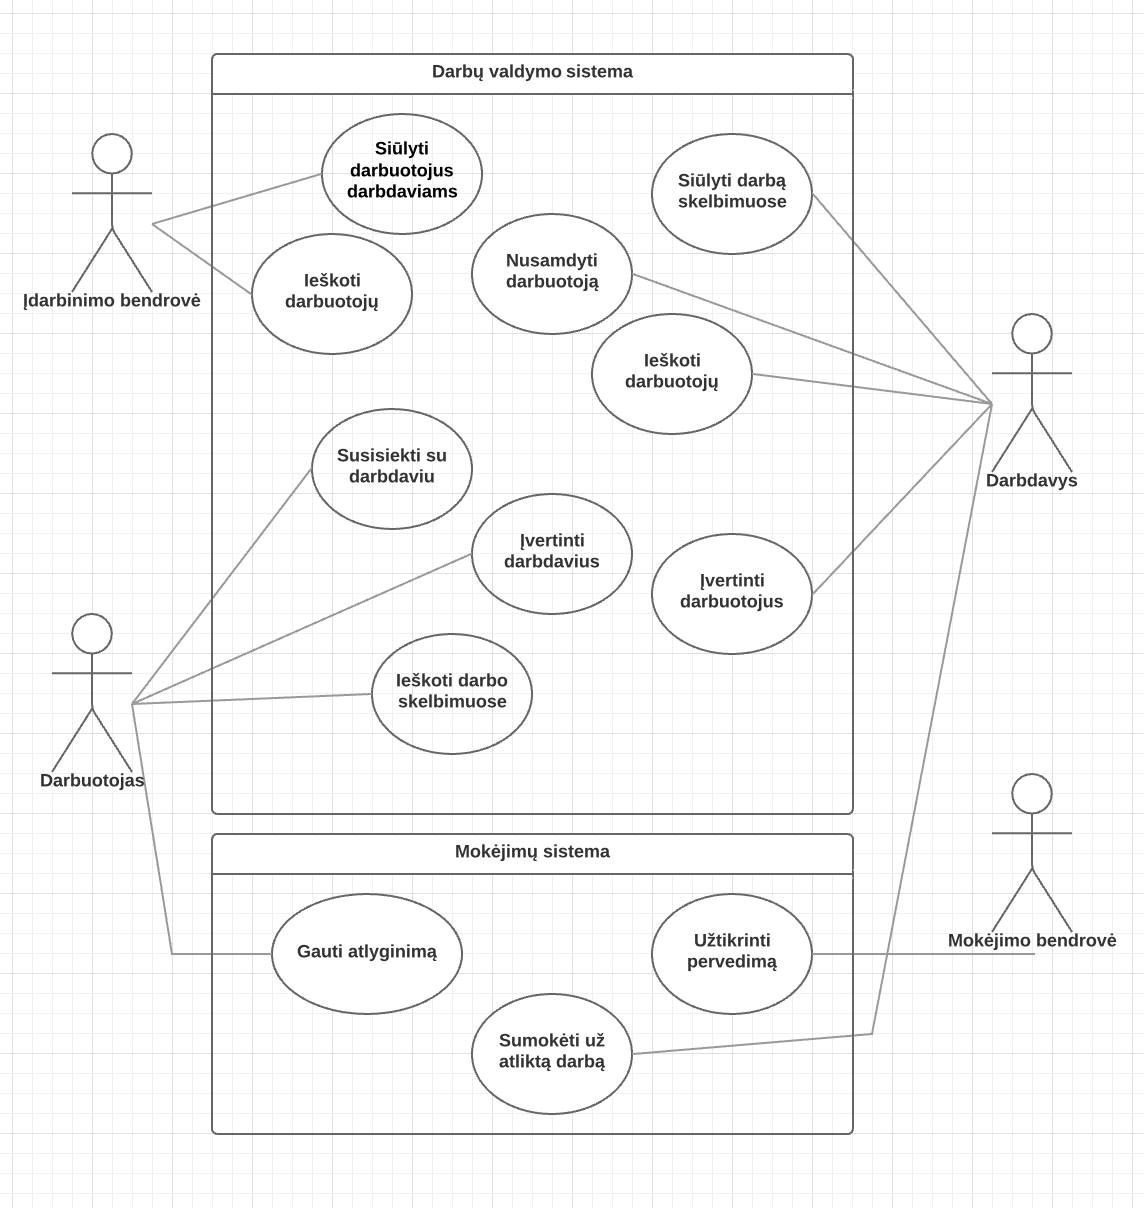 Darbų valdymo sistema
Siūlyti
darbuotojus
darbdaviams
Siūlyti darbą
skelbimuose
Nusamdyti
darbuotoją
Ieškoti
darbuotojų
Įdarbinimo bendrovė
Ieškoti
darbuotojų
Susisiekti su
darbdaviu
Darbdavys
Įvertinti
darbdavius
Įvertinti
darbuotojus
Ieškoti darbo
skelbimuose
Darbuotojas
Mokėjimų sistema
Gauti atlyginimą
Užtikrinti
pervedimą
Mokėjimo bendrovė
Sumokėti už
atliktą darbą